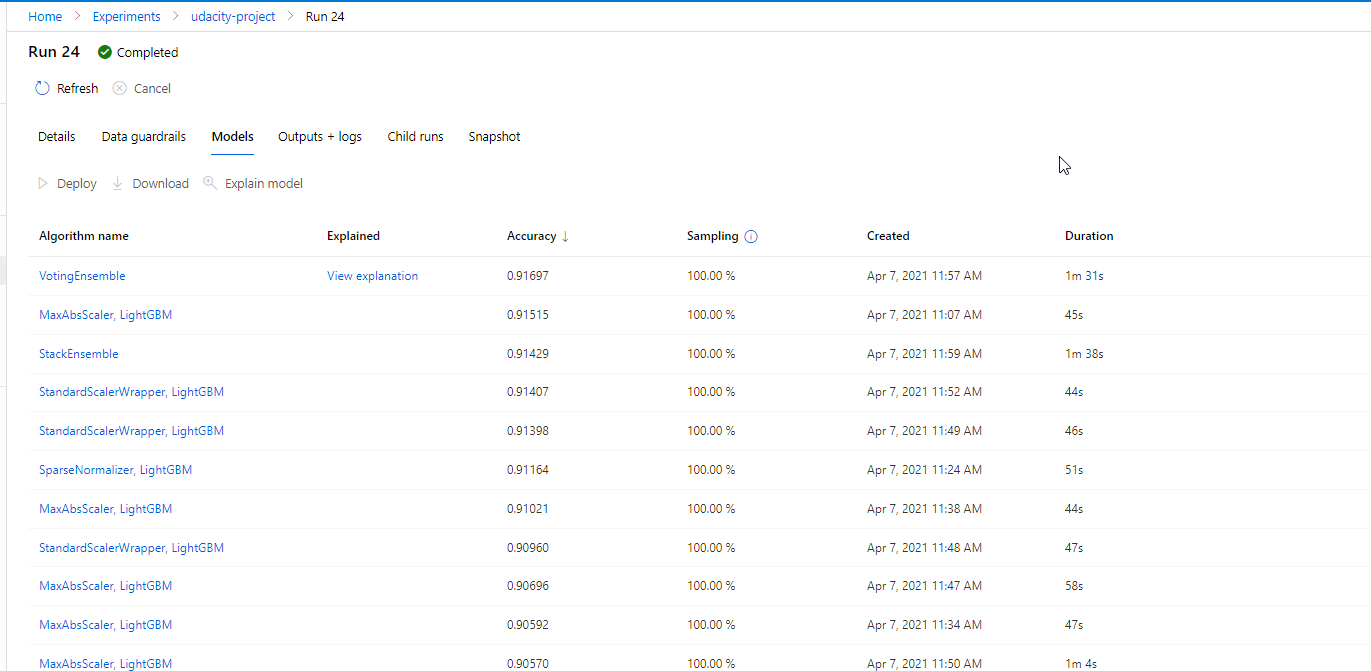 Home > Experiments > udacity-project > Run 24
Run 24 Completed
Refresh Cancel
Details Data guardrails Models Outputs + logs Child runs Snapshot
Deploy Download Explain model
Algorithm name Explained Accuracy ↓ Sampling Created Duration
VotingEnsemble View explanation 0.91697 100.00 % Apr 7, 2021 11:57 AM 1m 31s
MaxAbsScaler, LightGBM 0.91515 100.00 % Apr 7, 2021 11:07 AM 45s
StackEnsemble 0.91429 100.00 % Apr 7, 2021 11:59 AM 1m 38s
StandardScalerWrapper, LightGBM 0.91407 100.00 % Apr 7, 2021 11:52 AM 44s
StandardScalerWrapper, LightGBM 0.91398 100.00 % Apr 7, 2021 11:49 AM 46s
SparseNormalizer, LightGBM 0.91164 100.00 % Apr 7, 2021 11:24 AM 51s
MaxAbsScaler, LightGBM 0.91021 100.00 % Apr 7, 2021 11:38 AM 44s
StandardScalerWrapper, LightGBM 0.90960 100.00 % Apr 7, 2021 11:48 AM 47s
MaxAbsScaler, LightGBM 0.90696 100.00 % Apr 7, 2021 11:47 AM 58s
MaxAbsScaler, LightGBM 0.90592 100.00 % Apr 7, 2021 11:34 AM 47s
MaxAbsScaler, LightGBM 0.90570 100.00 % Apr 7, 2021 11:50 AM 1m 4s